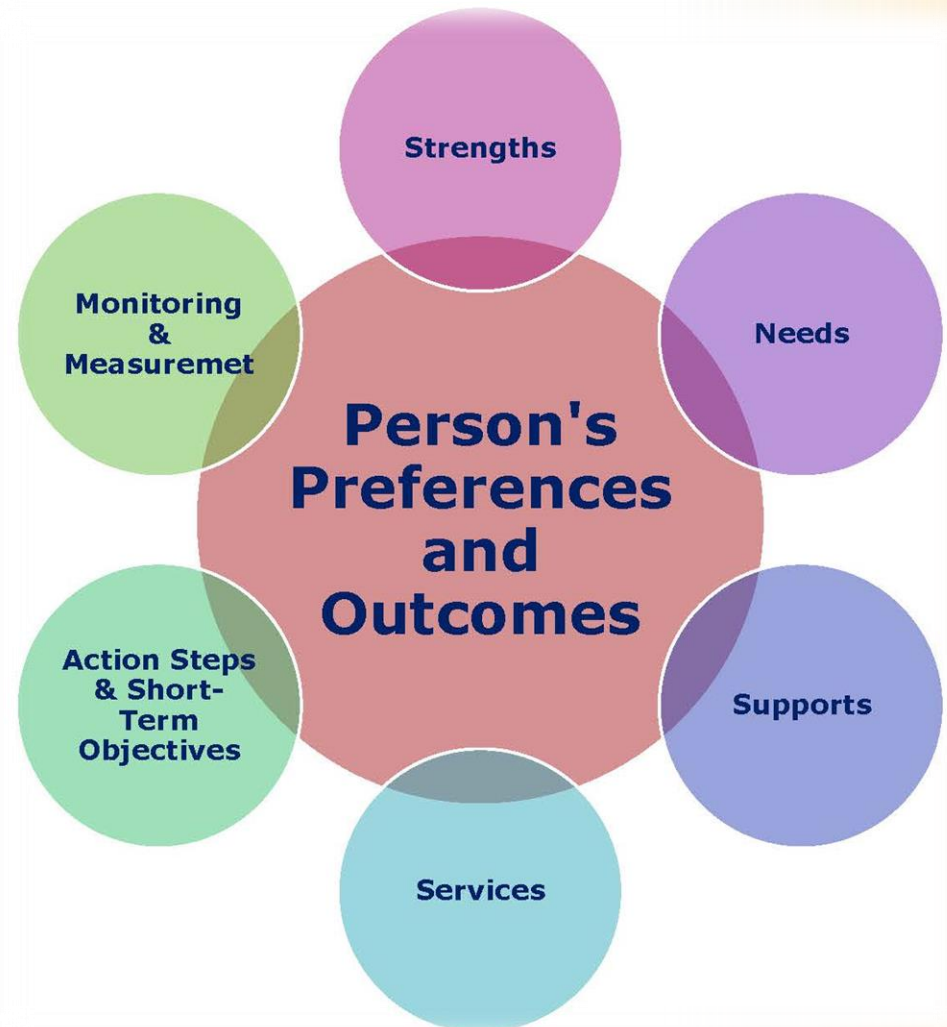 Strengths
Monitoring
&
Measuremet
Needs
Person's
Preferences
and
Outcomes
Action Steps
& Short-
Term
Objectives
Supports
Services